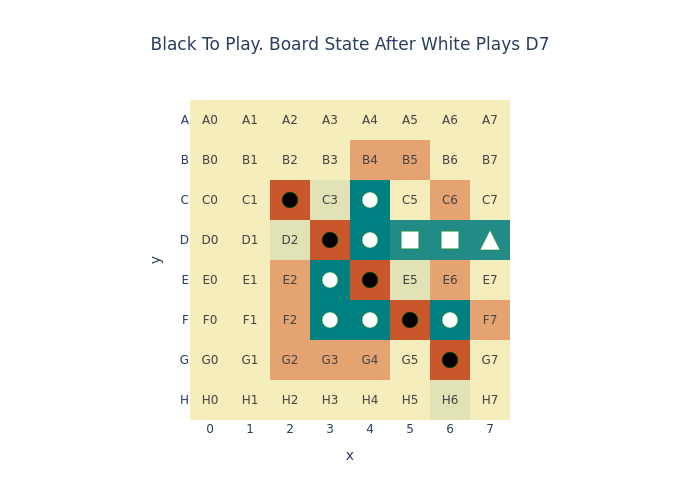 Black To Play. Board State After White Plays D7
A A0 A1 A2 A3 A4 A5 A6 A7
B B0 B1 B2 B3 B4 B5 B6 B7
C C0 C1 C3 C5 C6 C7
D D0 D1 D2
E E0 E1 E2 E5 E6 E7
F F0 F1 F2 F7
G G0 G1 G2 G3 G4 G5 G7
H H0 H1 H2 H3 H4 H5 H6 H7
0 1 2 3 4 5 6 7
x
y